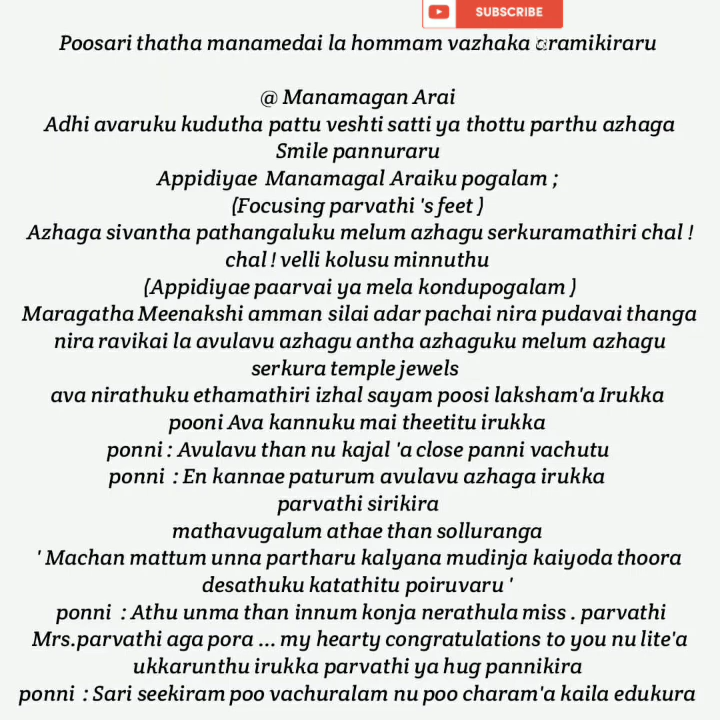 SUBSCRIBE
Poosari thatha manamedai la hommam vazhaka aramikiraru
@ Manamagan Arai
Adhi avaruku kudutha pattu veshti satti ya thottu parthu azhaga
Smile pannuraru
Appidiyae Manamagal Araiku pogalam ;
(Focusing parvathi 's feet )
Azhaga sivantha pathangaluku melum azhagu serkuramathiri chal !
chal ! velli kolusu minnuthu
(Appidiyae paarvai ya mela kondupogalam )
Maragatha Meenakshi amman silai adar pachai nira pudavai thanga
nira ravikai la avulavu azhagu antha azhaguku melum azhagu
serkura temple jewels
ava nirathuku ethamathiri izhal sayam poosi laksham'a Irukka
pooni Ava kannuku mai theetitu irukka
ponni : Avulavu than nu kajal 'a close panni vachutu
ponni : En kannae paturum avulavu azhaga irukka
parvathi sirikira
mathavugalum athae than solluranga
' Machan mattum unna partharu kalyana mudinja kaiyoda thoora
desathuku katathitu poiruvaru '
ponni : Athu unma than innum konja nerathula miss . parvathi
Mrs.parvathi aga pora ... my hearty congratulations to you nu lite'a
ukkarunthu irukka parvathi ya hug pannikira
ponni : Sari seekiram poo vachuralam nu poo charam'a kaila edukura